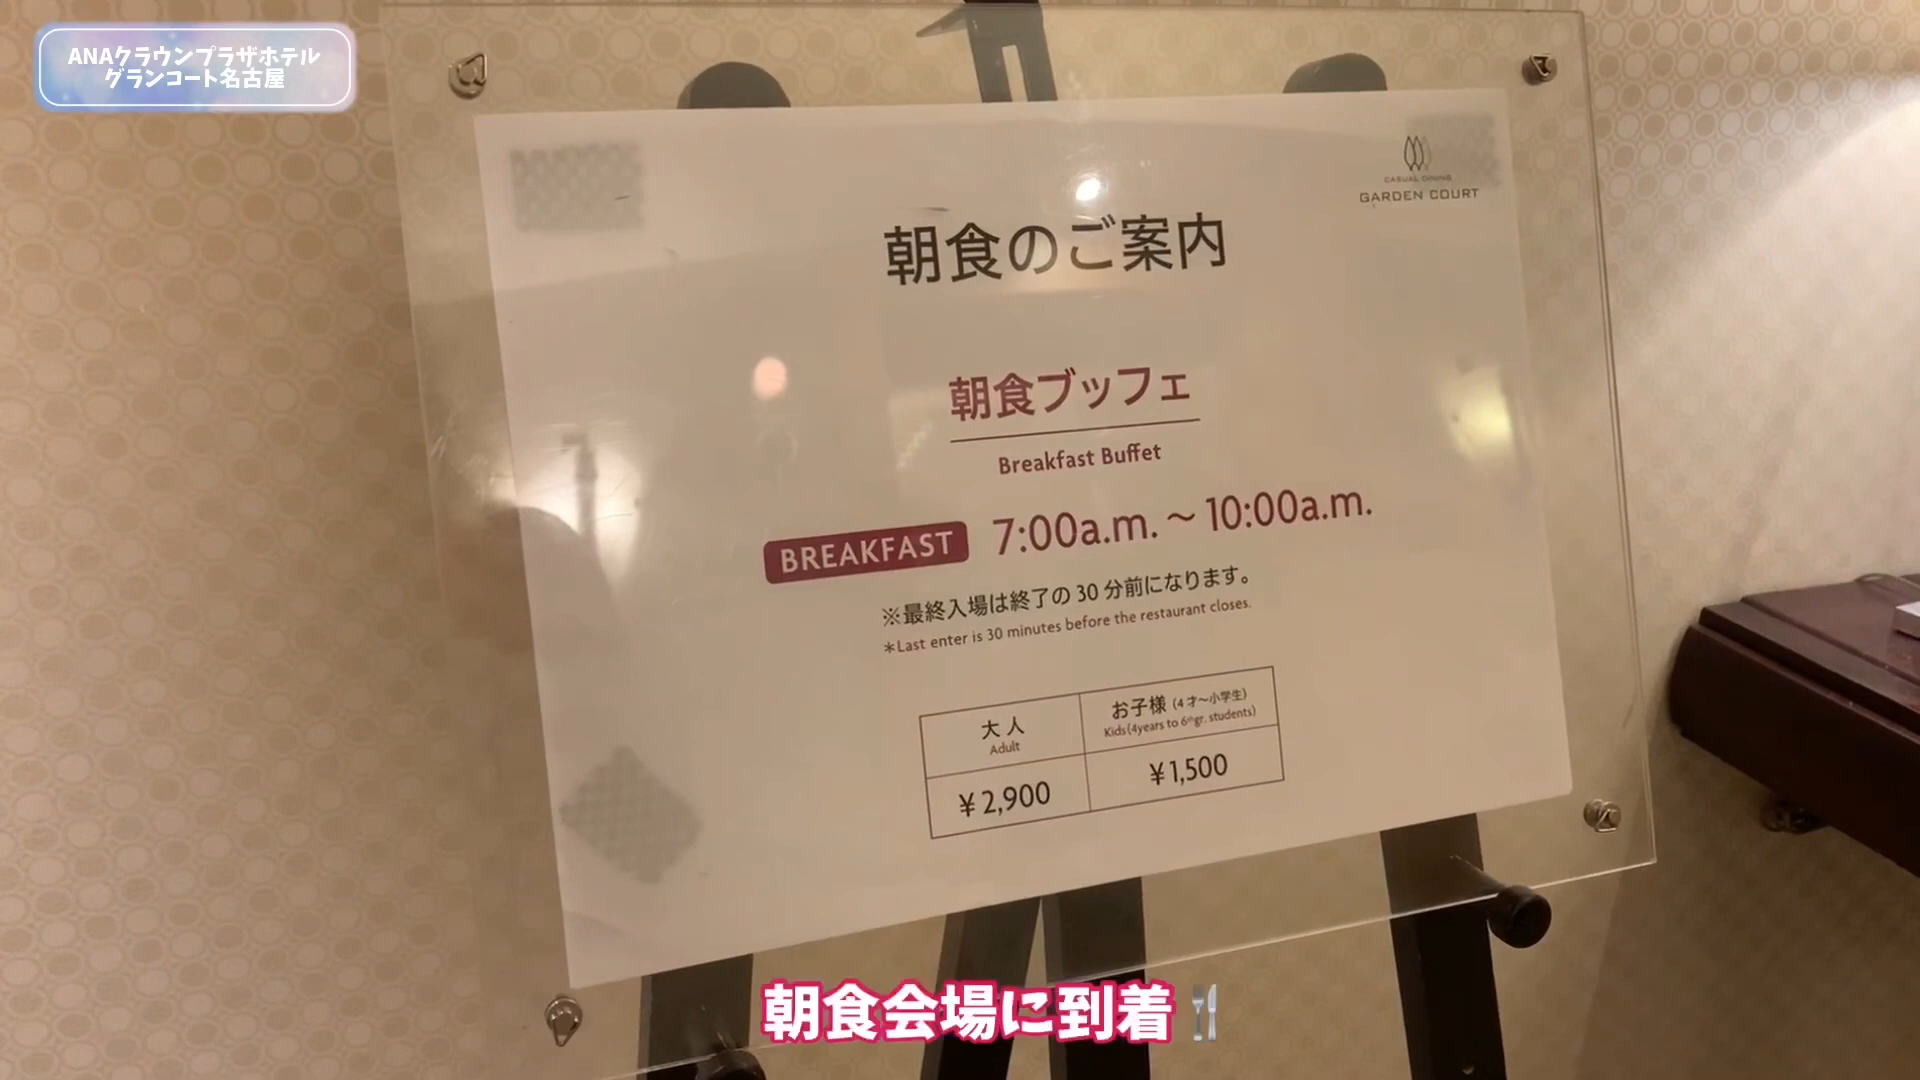 ANAクラウンプラザホテル
グランコート名古屋
CASUAL DINING
GARDEN COURT
朝食のご案内
朝食ブッフェ
Breakfast Buffet
BREAKFAST 7:00a.m.～10:00a.m.
※最終入場は終了の30分前になります。
*Last enter is 30 minutes before the restaurant closes.
大人 お子様（4才～小学生）
Adult Kids(4years to 6thgr. students)
¥2,900 ¥1,500
朝食会場に到着🍴